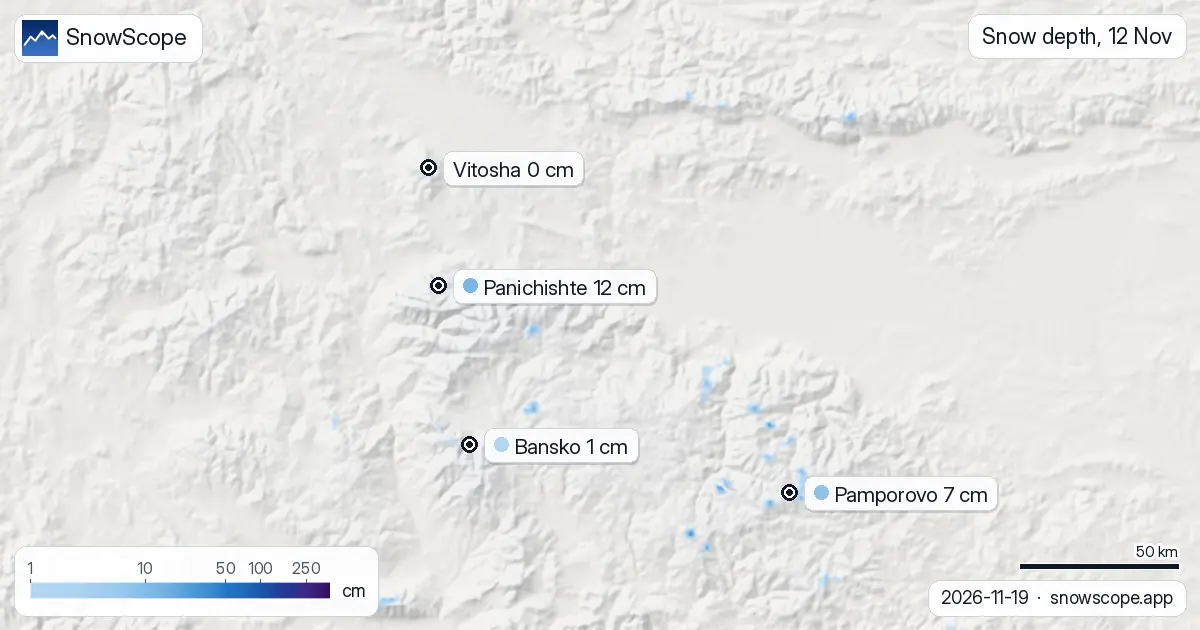 SnowScope
Snow depth, 12 Nov
Vitosha 0 cm
Panichishte 12 cm
Bansko 1 cm
Pamporovo 7 cm
1 10 50 100 250
cm
50 km
2026-11-19 · snowscope.app